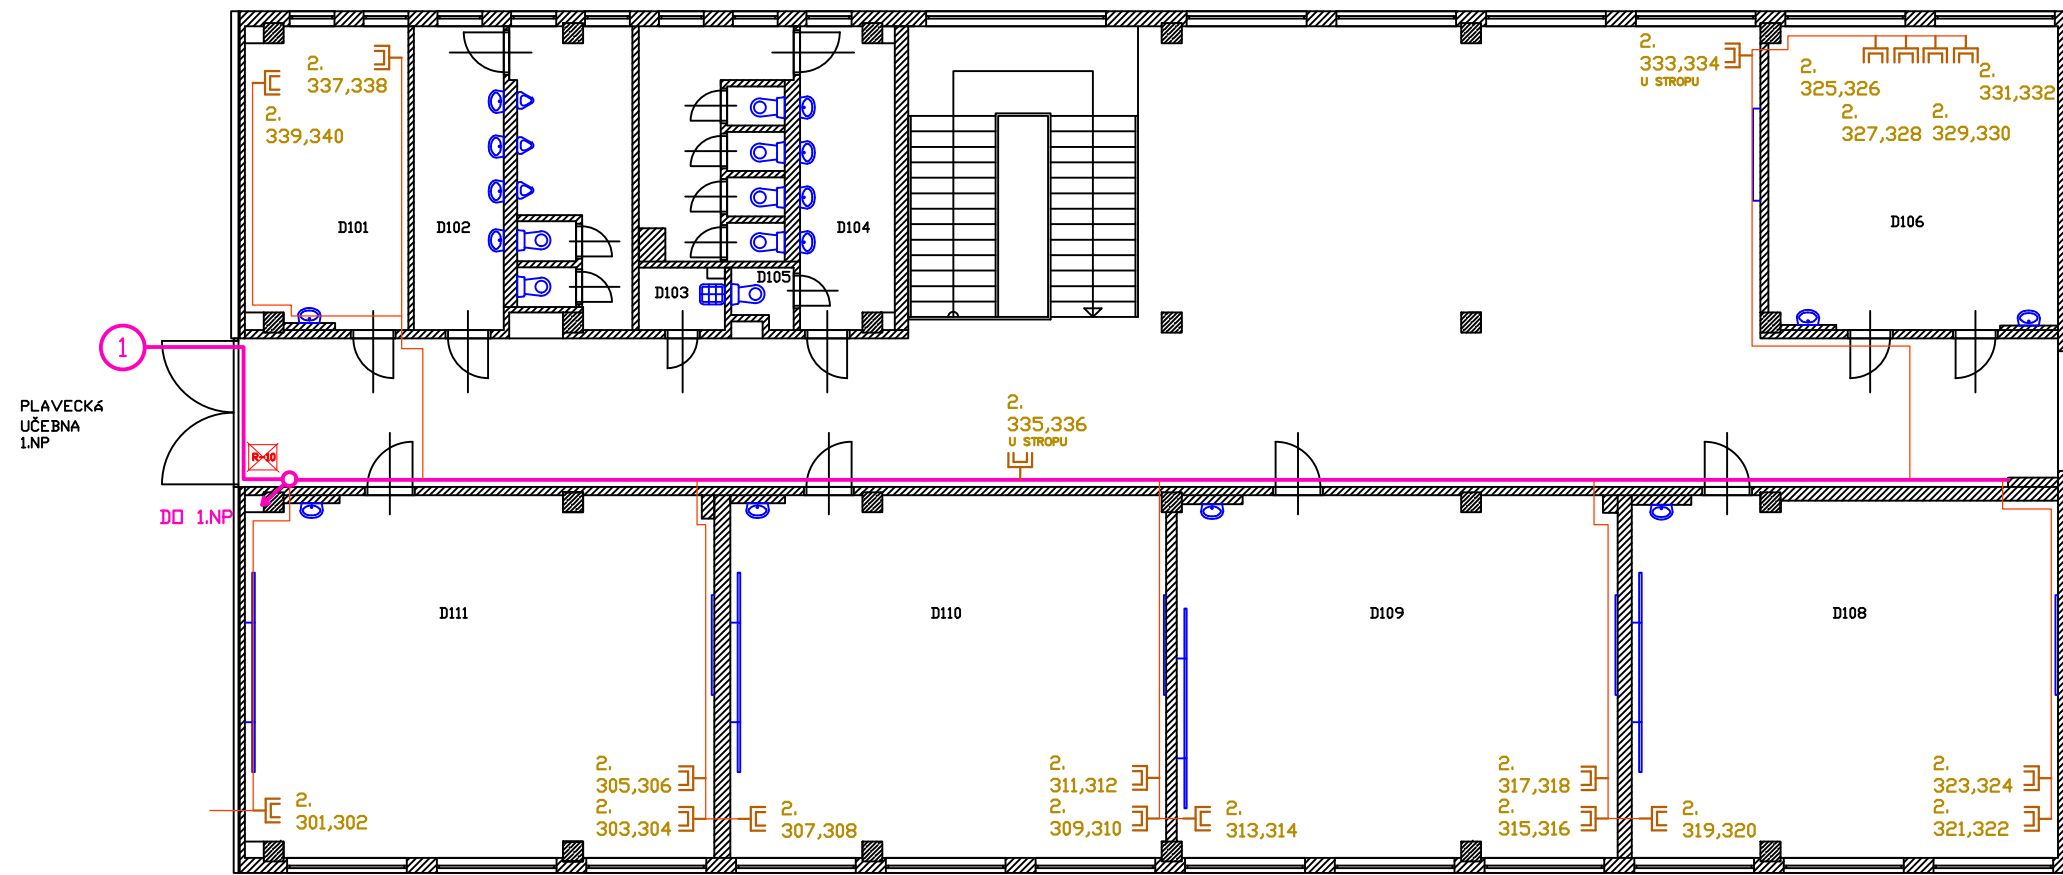 2.
337,338
2.
339,340
2.
333,334
U STROPU
2.
325,326
2.
331,332
2.
327,328
2.
329,330
D101
D102
D104
D106
D105
D103
1
PLAVECKá
UČEBNA
1.NP
2.
335,336
U STROPU
R-10
DO 1.NP
D111
D110
D109
D108
2.
305,306
2.
303,304
2.
301,302
2.
307,308
2.
311,312
2.
309,310
2.
313,314
2.
317,318
2.
315,316
2.
319,320
2.
323,324
2.
321,322